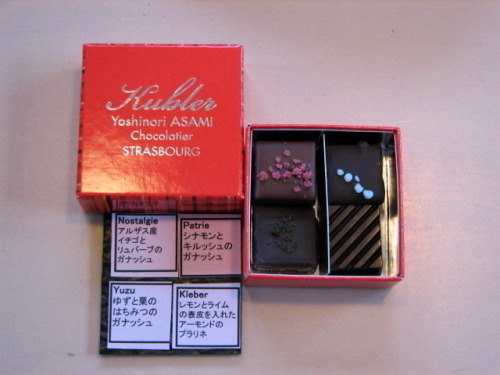 Kubler
Yoshinori ASAMI
Chocolatier
STRASBOURG
Nostalgie
アルザス産
イチゴと
リュバーブの
ガナッシュ
Patrie
シナモンと
キルッシュの
ガナッシュ
Yuzu
ゆずと栗の
はちみつの
ガナッシュ
Kleber
レモンとライム
の表皮を入れた
アーモンドの
プラリネ